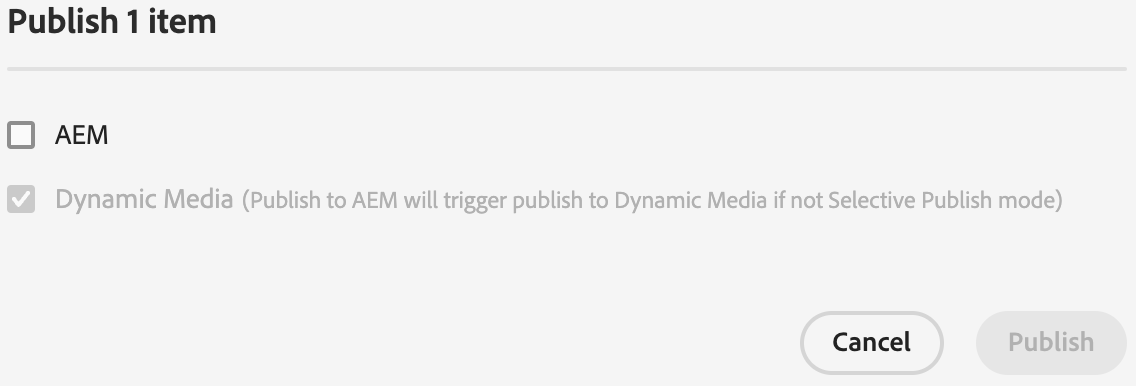 Publish 1 item
AEM
Dynamic Media (Publish to AEM will trigger publish to Dynamic Media if not Selective Publish mode)
Cancel Publish